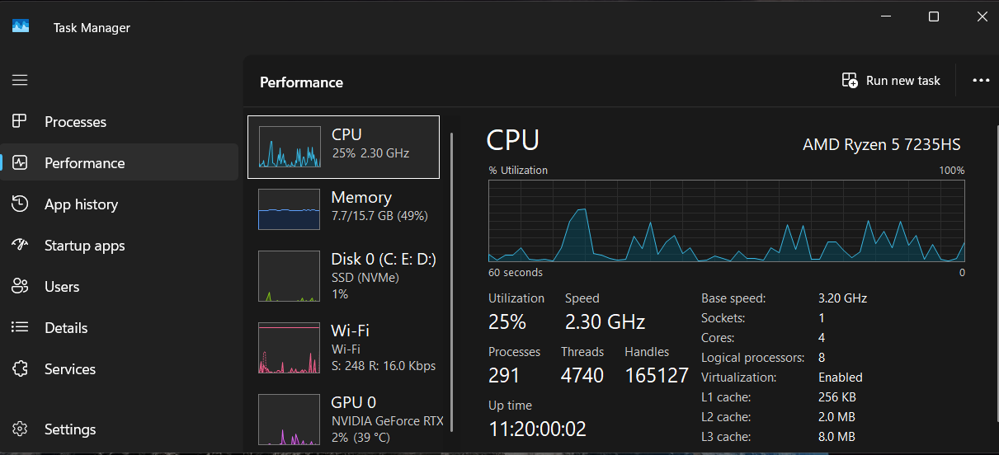 Task Manager
Performance
Run new task
Processes
Performance
App history
Startup apps
Users
Details
Services
Settings
CPU
25% 2.30 GHz
Memory
7.7/15.7 GB (49%)
Disk 0 (C: E: D:)
SSD (NVMe)
1%
Wi-Fi
Wi-Fi
S: 248 R: 16.0 Kbps
GPU 0
NVIDIA GeForce RTX
2% (39 °C)
CPU
AMD Ryzen 5 7235HS
% Utilization
100%
60 seconds
0
Utilization
Speed
25%
2.30 GHz
Processes
Threads
Handles
291
4740
165127
Up time
11:20:00:02
Base speed: 3.20 GHz
Sockets: 1
Cores: 4
Logical processors: 8
Virtualization: Enabled
L1 cache: 256 KB
L2 cache: 2.0 MB
L3 cache: 8.0 MB